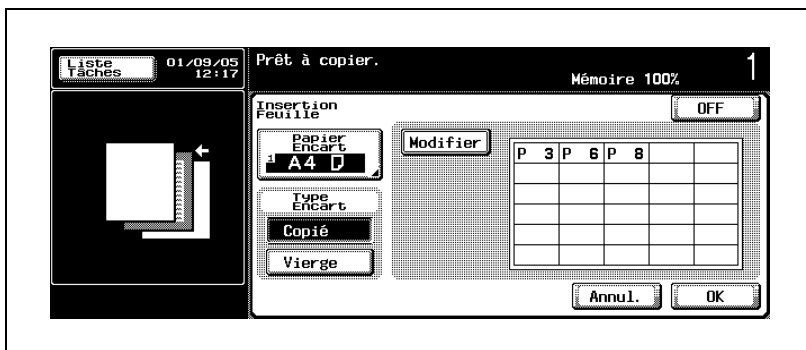 Liste
Tâches
01/09/05
12:17
Prêt à copier.
Mémoire 100%
1
Insertion
Feuille
OFF
Papier
Encart
1 A4
Modifier
P 3 P 6 P 8
Type
Encart
Copié
Vierge
Annul.
OK